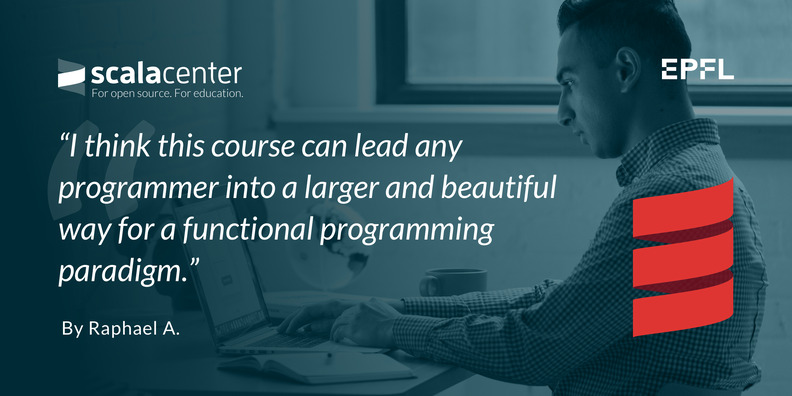 scalacenter
For open source. For education.
EPFL
“I think this course can lead any
programmer into a larger and beautiful
way for a functional programming
paradigm.”
By Raphael A.